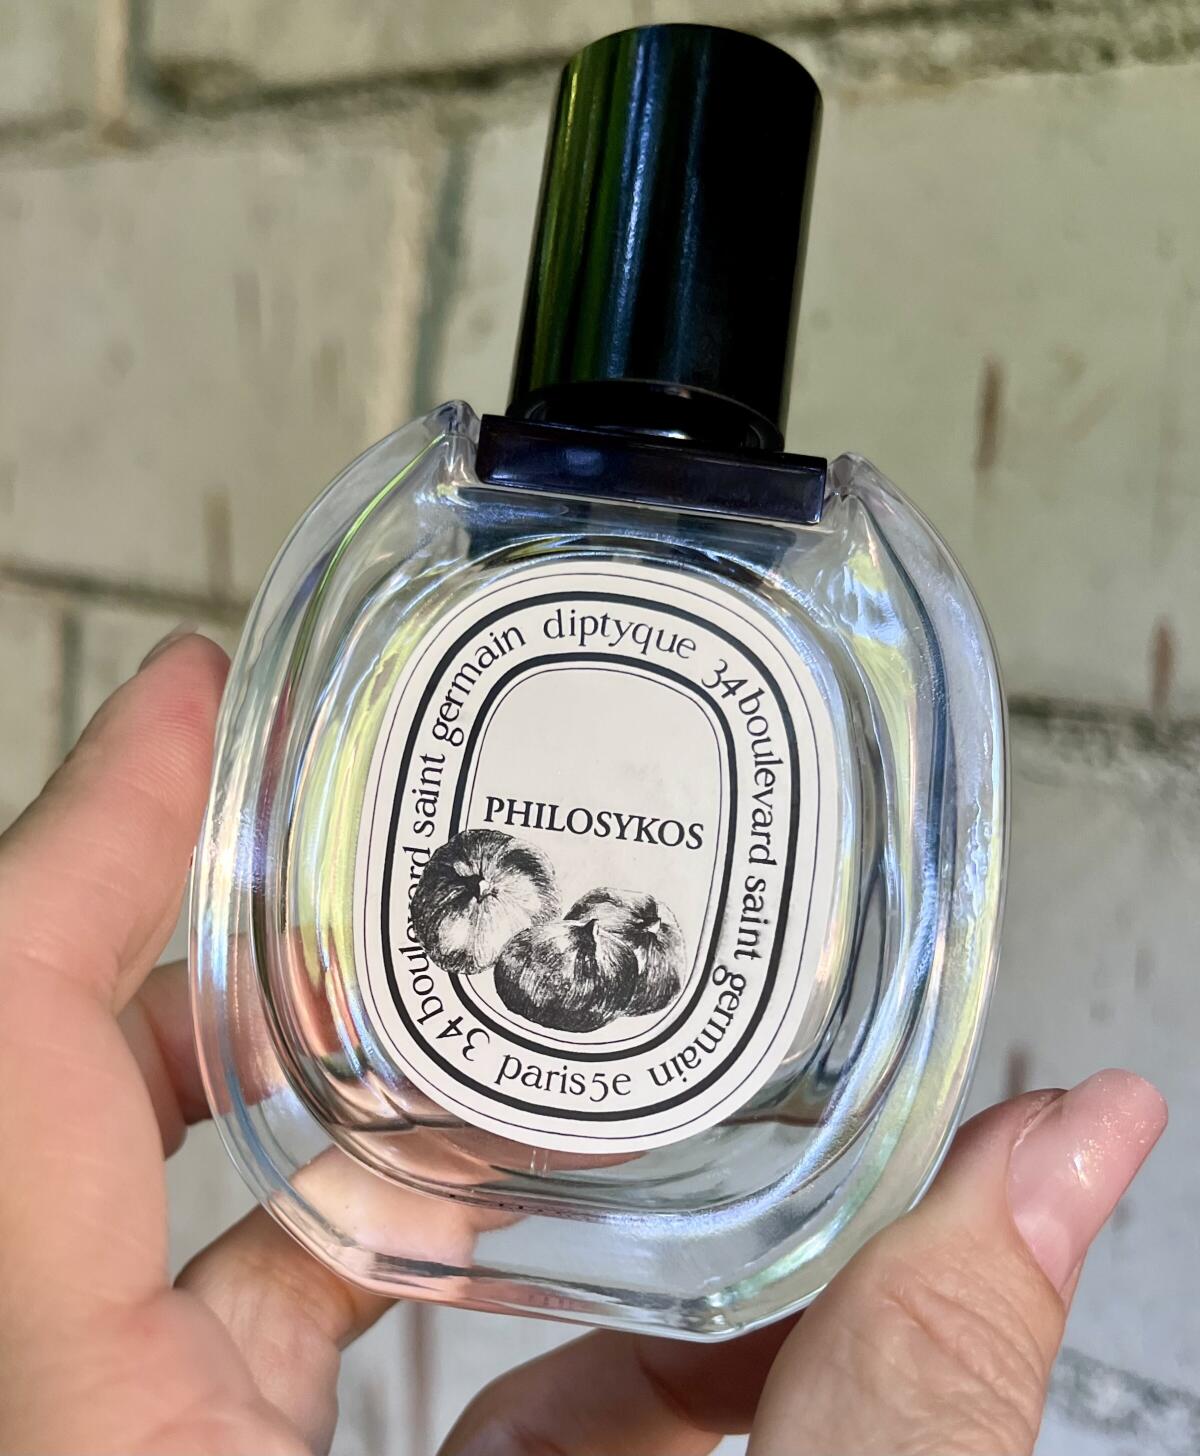 diptyque
34 boulevard saint germain
paris 5e
34 boulevard saint germain
PHILOSYKOS